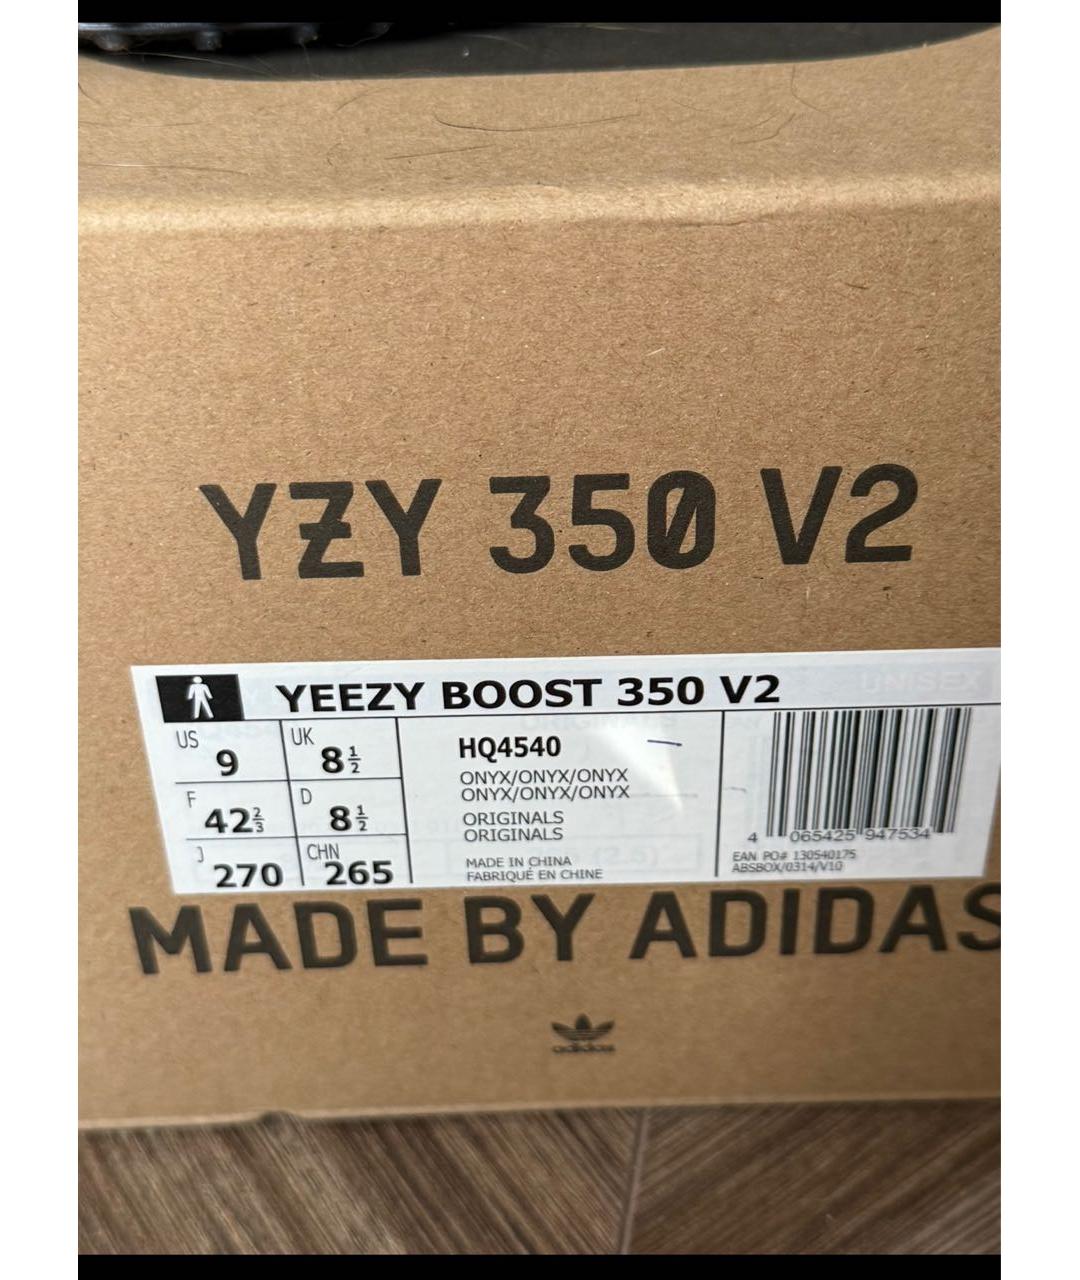 YZY 350 V2
YEEZY BOOST 350 V2
UNISEX
US 9
UK 8 1/2
F 42 2/3
D 8 1/2
J 270
CHN 265
HQ4540
ONYX/ONYX/ONYX
ONYX/ONYX/ONYX
ORIGINALS
ORIGINALS
MADE IN CHINA
FABRIQUÉ EN CHINE
4 065425 947534
EAN PO# 130540175
ABSBOX/0314/V10
MADE BY ADIDAS
adidas